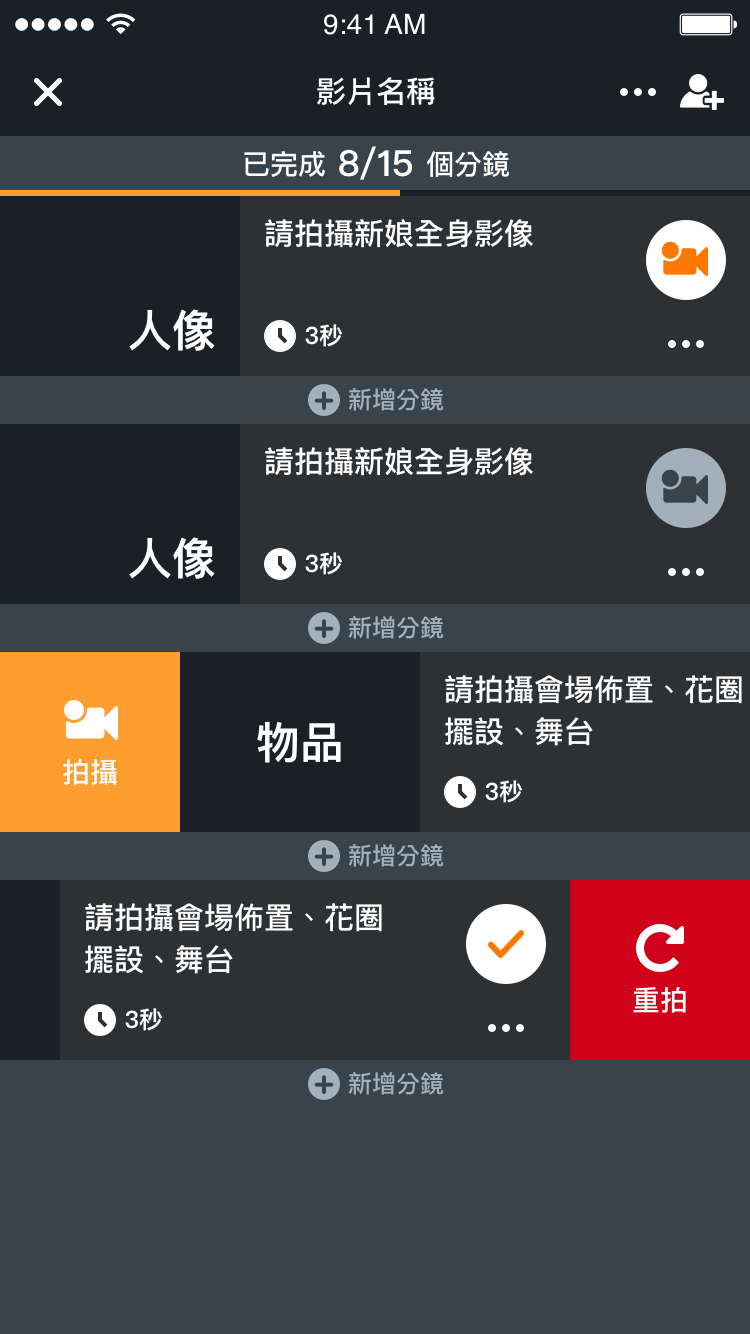 9:41 AM
影片名稱
已完成 8/15 個分鏡
請拍攝新娘全身影像
人像
3秒
新增分鏡
請拍攝新娘全身影像
人像
3秒
新增分鏡
拍攝
物品
請拍攝會場佈置、花圈
擺設、舞台
3秒
新增分鏡
請拍攝會場佈置、花圈
擺設、舞台
3秒
重拍
新增分鏡